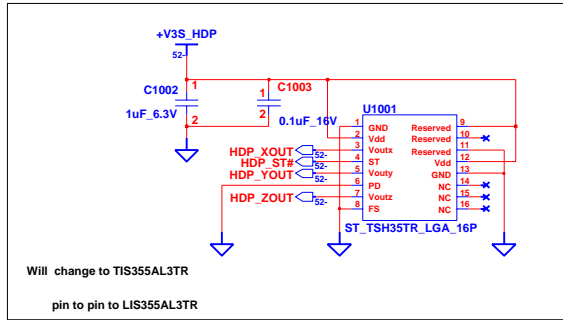 +V3S_HDP
52-
C1002
1
1uF_6.3V
2
C1003
1
2
0.1uF_16V
U1001
1 GND Reserved 9
2 Vdd Reserved 10
HDP_XOUT 52- 3 Voutx Reserved 11
HDP_ST# 52- 4 ST Vdd 12
HDP_YOUT 52- 5 Vouty GND 13
6 PD NC 14
HDP_ZOUT 52- 7 Voutz NC 15
8 FS NC 16
ST_TSH35TR_LGA_16P
Will change to TIS355AL3TR
pin to pin to LIS355AL3TR